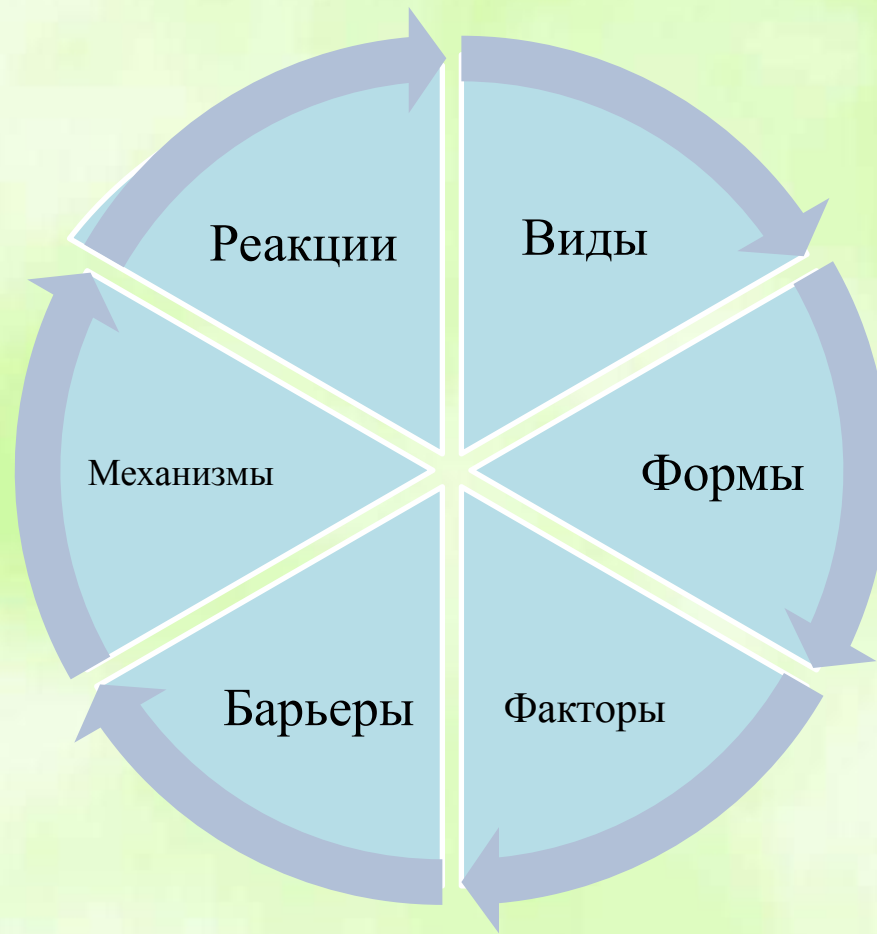 Реакции
Виды
Механизмы
Формы
Барьеры
Факторы